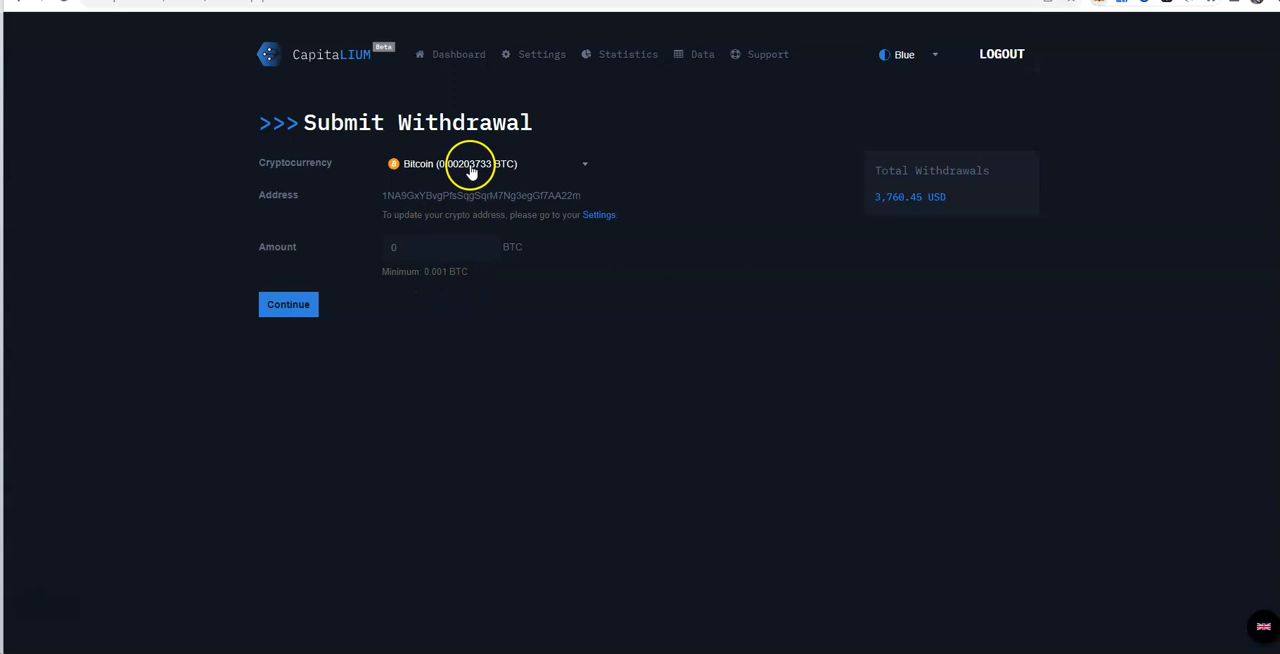 CapitaLIUM Beta Dashboard Settings Statistics Data Support Blue LOGOUT
>>> Submit Withdrawal
Cryptocurrency Bitcoin (0.00203733 BTC)
Total Withdrawals
3,760.45 USD
Address 1NA9GxYBvgPfsSqgSqrM7Ng3egGf7AA22m
To update your crypto address, please go to your Settings
Amount 0 BTC
Minimum: 0.001 BTC
Continue